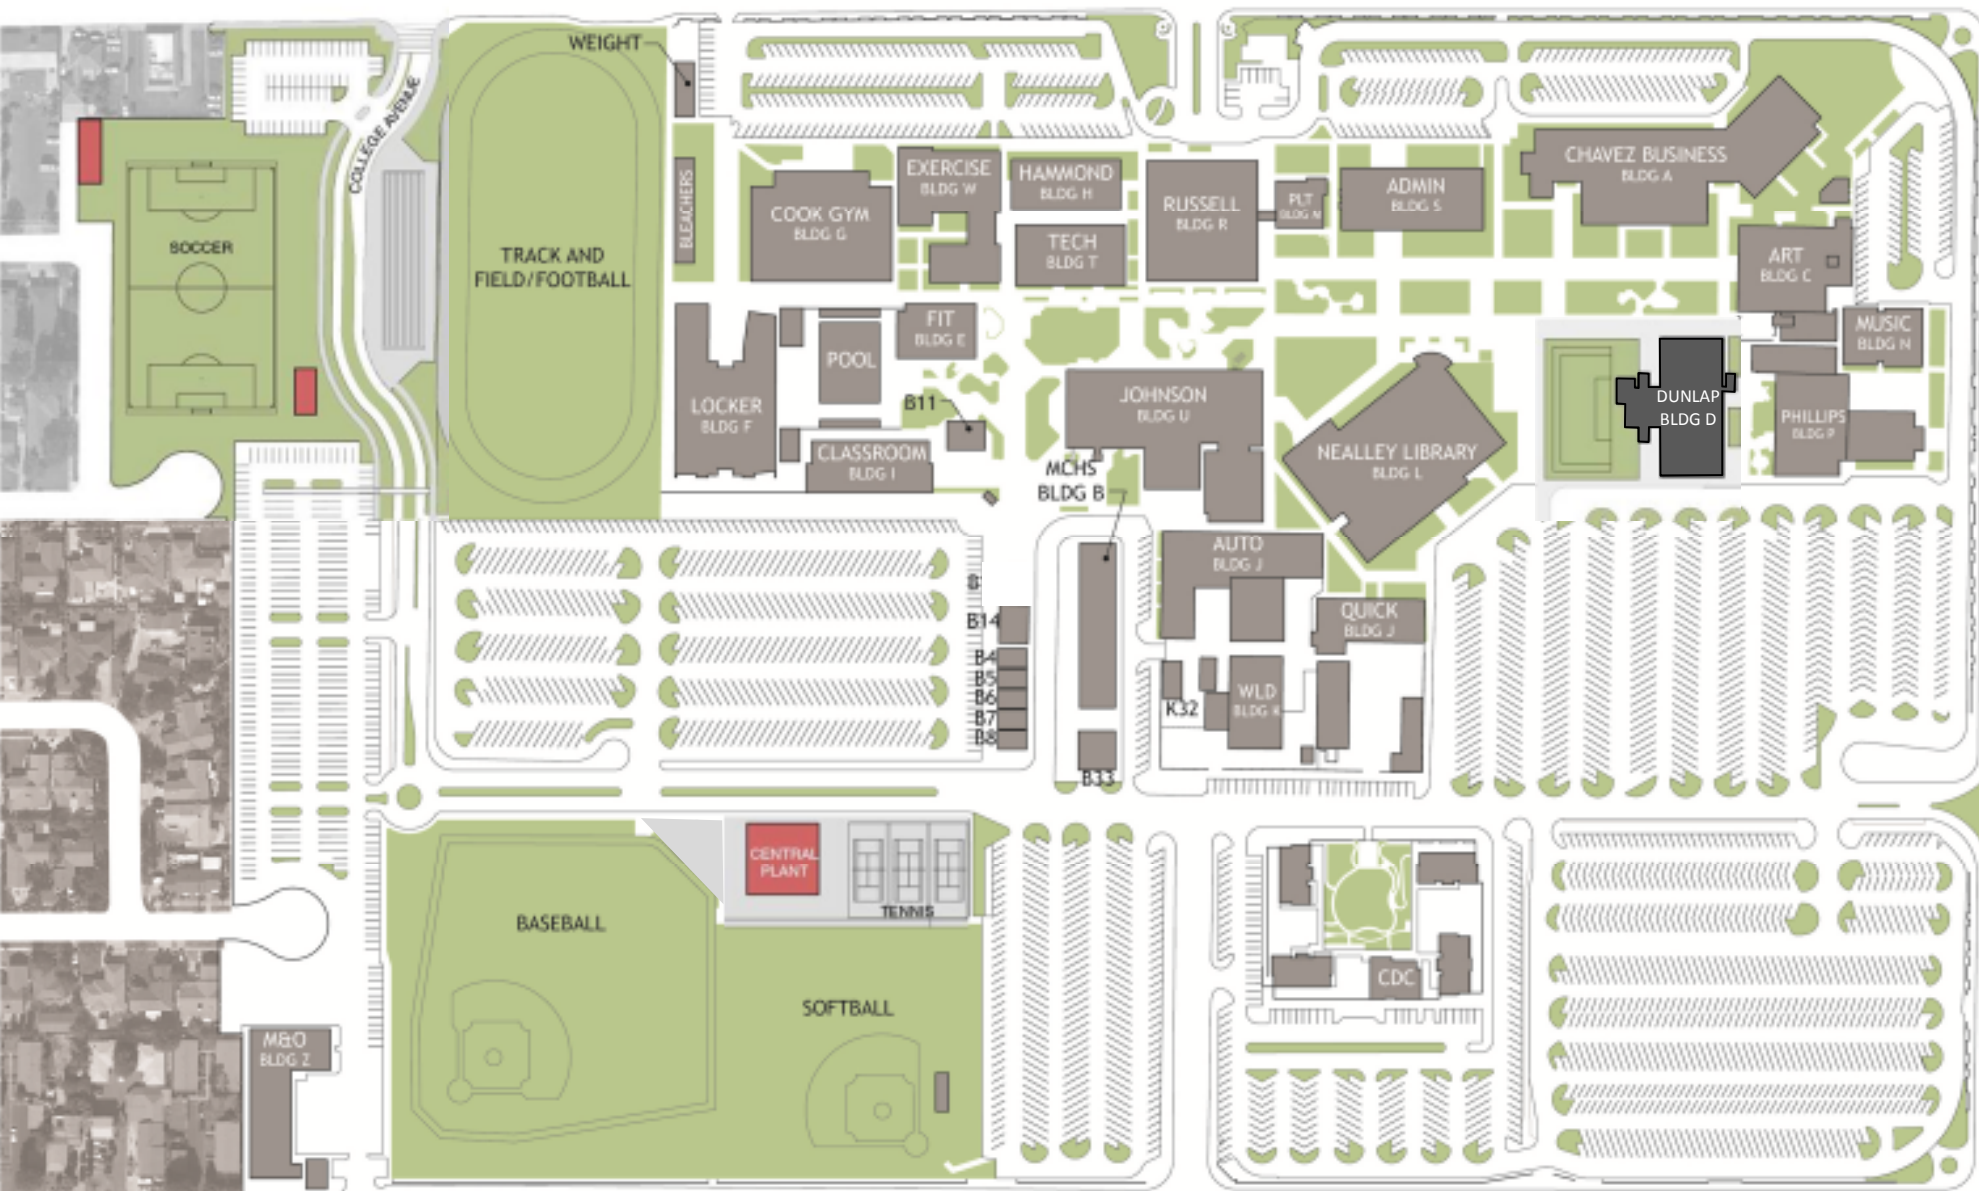 WEIGHT
COLLEGE AVENUE
SOCCER
TRACK AND
FIELD/FOOTBALL
BLEACHERS
COOK GYM
BLDG G
EXERCISE
BLDG W
HAMMOND
BLDG H
TECH
BLDG T
RUSSELL
BLDG R
PLT
BLDG M
ADMIN
BLDG S
CHAVEZ BUSINESS
BLDG A
ART
BLDG C
MUSIC
BLDG N
FIT
BLDG E
POOL
LOCKER
BLDG F
B11
CLASSROOM
BLDG I
JOHNSON
BLDG U
MCHS
BLDG B
NEALLEY LIBRARY
BLDG L
DUNLAP
BLDG D
PHILLIPS
BLDG P
AUTO
BLDG J
QUICK
BLDG J
B14
B4
B5
B6
B7
B8
WLD
BLDG K
K32
B33
CENTRAL
PLANT
TENNIS
BASEBALL
SOFTBALL
CDC
M&O
BLDG Z